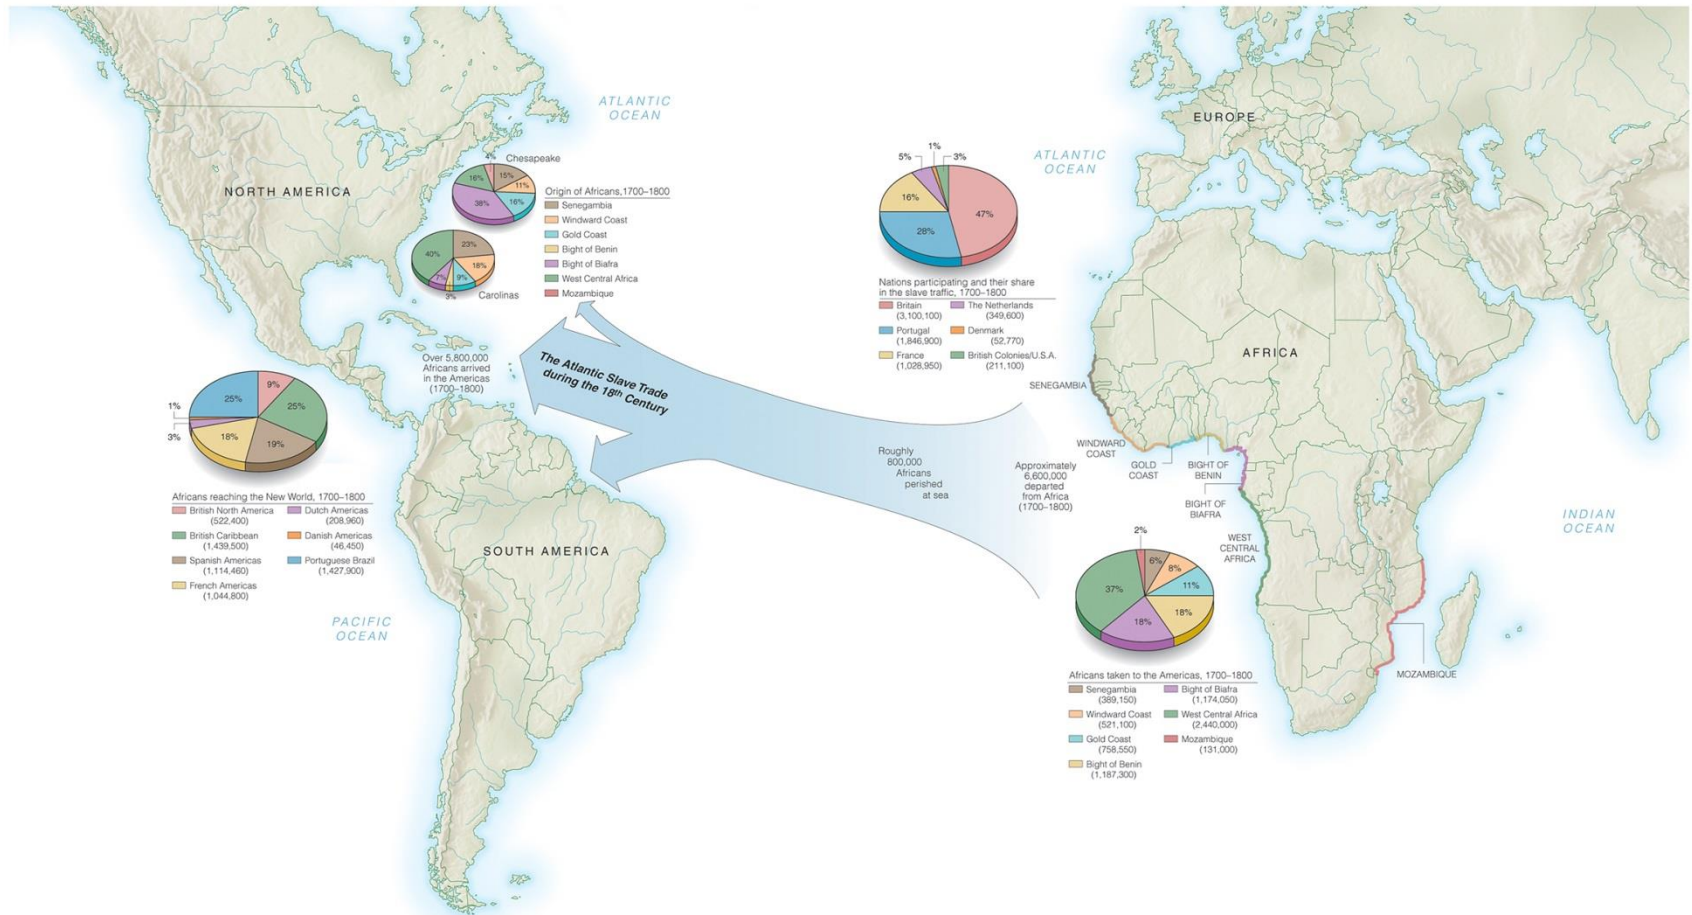 ATLANTIC
OCEAN
NORTH AMERICA
4%
Chesapeake
15%
11%
16%
38%
16%
23%
18%
9%
3%
7%
40%
Carolinas
Origin of Africans,1700–1800
Senegambia
Windward Coast
Gold Coast
Bight of Benin
Bight of Biafra
West Central Africa
Mozambique
EUROPE
ATLANTIC
OCEAN
5%
1%
3%
16%
47%
28%
Nations participating and their share
in the slave traffic, 1700–1800
Britain
(3,100,100)
Portugal
(1,846,900)
France
(1,028,950)
The Netherlands
(349,600)
Denmark
(52,770)
British Colonies/U.S.A.
(211,100)
Over 5,800,000
Africans arrived
in the Americas
(1700–1800)
The Atlantic Slave Trade
during the 18th Century
AFRICA
SENEGAMBIA
WINDWARD
COAST
GOLD
COAST
BIGHT OF
BENIN
BIGHT OF
BIAFRA
WEST
CENTRAL
AFRICA
Roughly
800,000
Africans
perished
at sea
Approximately
6,600,000
departed
from Africa
(1700–1800)
25%
9%
25%
1%
3%
18%
19%
Africans reaching the New World, 1700–1800
British North America
(522,400)
British Caribbean
(1,439,500)
Spanish Americas
(1,114,460)
French Americas
(1,044,800)
Dutch Americas
(208,960)
Danish Americas
(46,450)
Portuguese Brazil
(1,427,900)
SOUTH AMERICA
PACIFIC
OCEAN
INDIAN
OCEAN
2%
6%
8%
11%
18%
18%
37%
MOZAMBIQUE
Africans taken to the Americas, 1700–1800
Senegambia
(389,150)
Windward Coast
(521,100)
Gold Coast
(758,550)
Bight of Benin
(1,187,300)
Bight of Biafra
(1,174,050)
West Central Africa
(2,440,000)
Mozambique
(131,000)